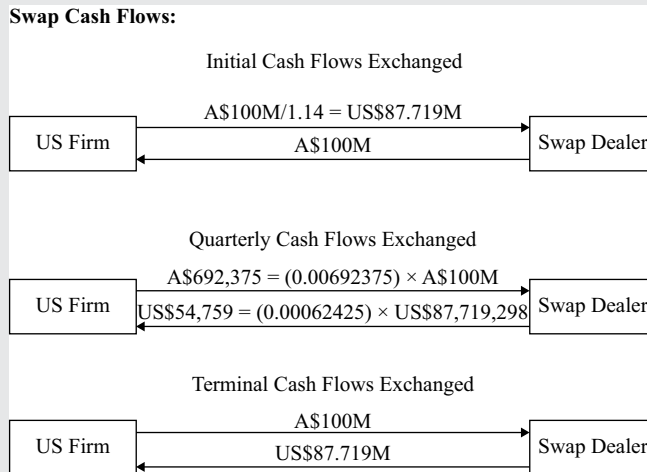 Swap Cash Flows:
Initial Cash Flows Exchanged
A$100M/1.14 = US$87.719M
US Firm
A$100M
Swap Dealer
Quarterly Cash Flows Exchanged
A$692,375 = (0.00692375) × A$100M
US Firm
US$54,759 = (0.00062425) × US$87,719,298
Swap Dealer
Terminal Cash Flows Exchanged
A$100M
US Firm
US$87.719M
Swap Dealer